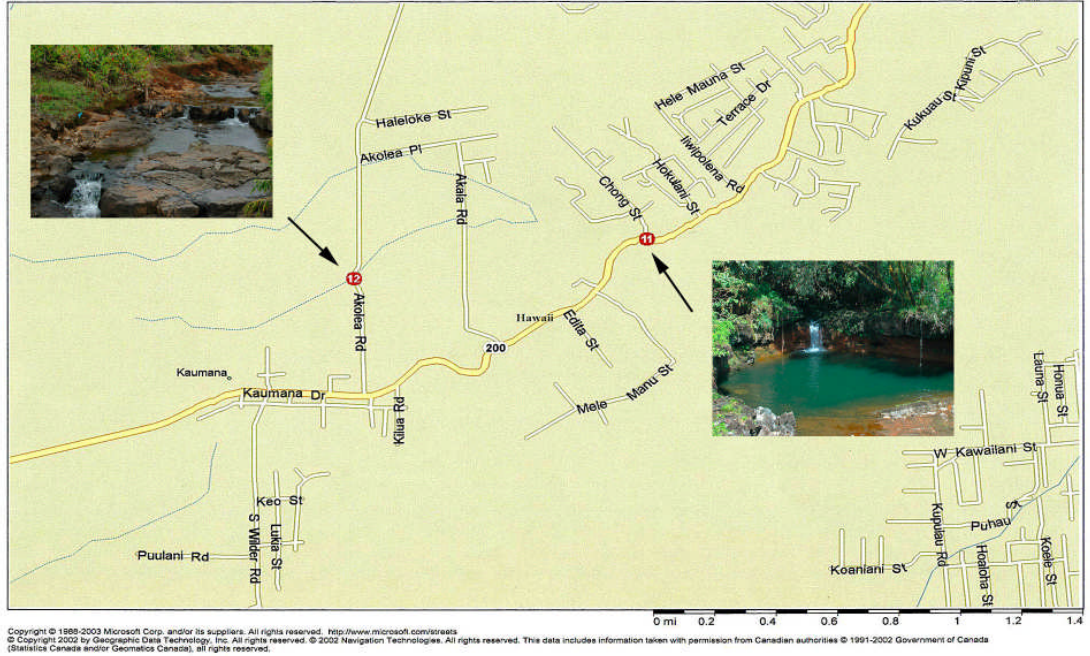 Hele Mauna St
Terrace Dr
Kukuau St
Kipuni St
Haleloke St
Akolea Pl
Iiwipolena Rd
Hokulani St
Chong St
Akala Rd
11
12
Akolea Rd
Hawaii
Edita St
200
Kaumana
Kaumana Dr
Kilua Rd
Mele Manu St
Launa St
Honua St
W Kawailani St
Keo St
S Wilder Rd
Luka St
Puulani Rd
Kupulau Rd
Puhau St
Koaniani St
Hoaloha St
Koele St
0 mi 0.2 0.4 0.6 0.8 1 1.2 1.4
Copyright © 1988-2003 Microsoft Corp. and/or its suppliers. All rights reserved. http://www.microsoft.com/streets
© Copyright 2002 by Geographic Data Technology, Inc. All rights reserved. © 2002 Navigation Technologies. All rights reserved. This data includes information taken with permission from Canadian authorities © 1991-2002 Government of Canada
(Statistics Canada and/or Geomatics Canada), all rights reserved.